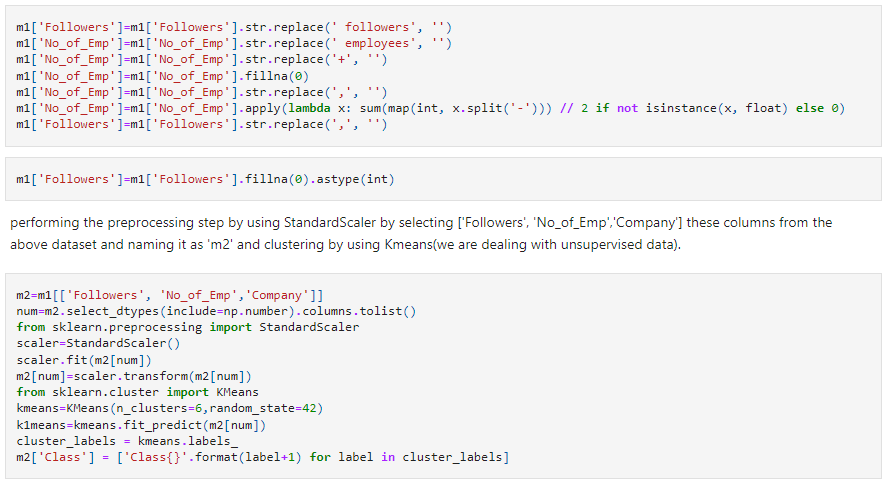 m1['Followers']=m1['Followers'].str.replace(' followers', '')
m1['No_of_Emp']=m1['No_of_Emp'].str.replace(' employees', '')
m1['No_of_Emp']=m1['No_of_Emp'].str.replace('+', '')
m1['No_of_Emp']=m1['No_of_Emp'].fillna(0)
m1['No_of_Emp']=m1['No_of_Emp'].str.replace(',', '')
m1['No_of_Emp']=m1['No_of_Emp'].apply(lambda x: sum(map(int, x.split('-'))) // 2 if not isinstance(x, float) else 0)
m1['Followers']=m1['Followers'].str.replace(',', '')
m1['Followers']=m1['Followers'].fillna(0).astype(int)
performing the preprocessing step by using StandardScaler by selecting ['Followers', 'No_of_Emp','Company'] these columns from the
above dataset and naming it as 'm2' and clustering by using Kmeans(we are dealing with unsupervised data).
m2=m1[['Followers', 'No_of_Emp','Company']]
num=m2.select_dtypes(include=np.number).columns.tolist()
from sklearn.preprocessing import StandardScaler
scaler=StandardScaler()
scaler.fit(m2[num])
m2[num]=scaler.transform(m2[num])
from sklearn.cluster import KMeans
kmeans=KMeans(n_clusters=6,random_state=42)
k1means=kmeans.fit_predict(m2[num])
cluster_labels = kmeans.labels_
m2['Class'] = ['Class{}'.format(label+1) for label in cluster_labels]